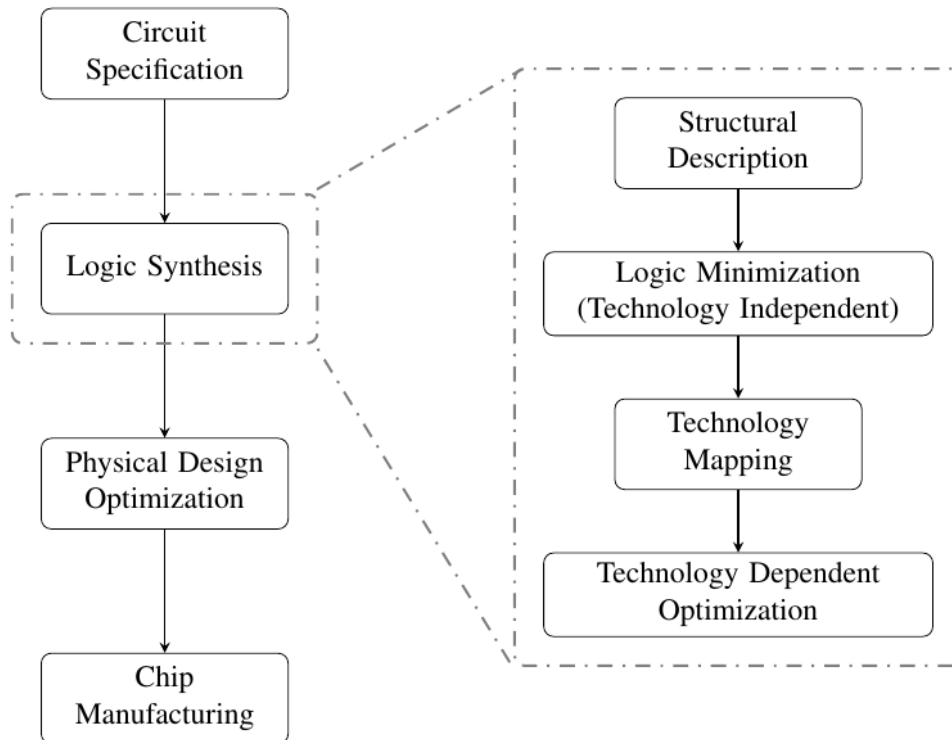 Circuit
Specification
Logic Synthesis
Physical Design
Optimization
Chip
Manufacturing
Structural
Description
Logic Minimization
(Technology Independent)
Technology
Mapping
Technology Dependent
Optimization